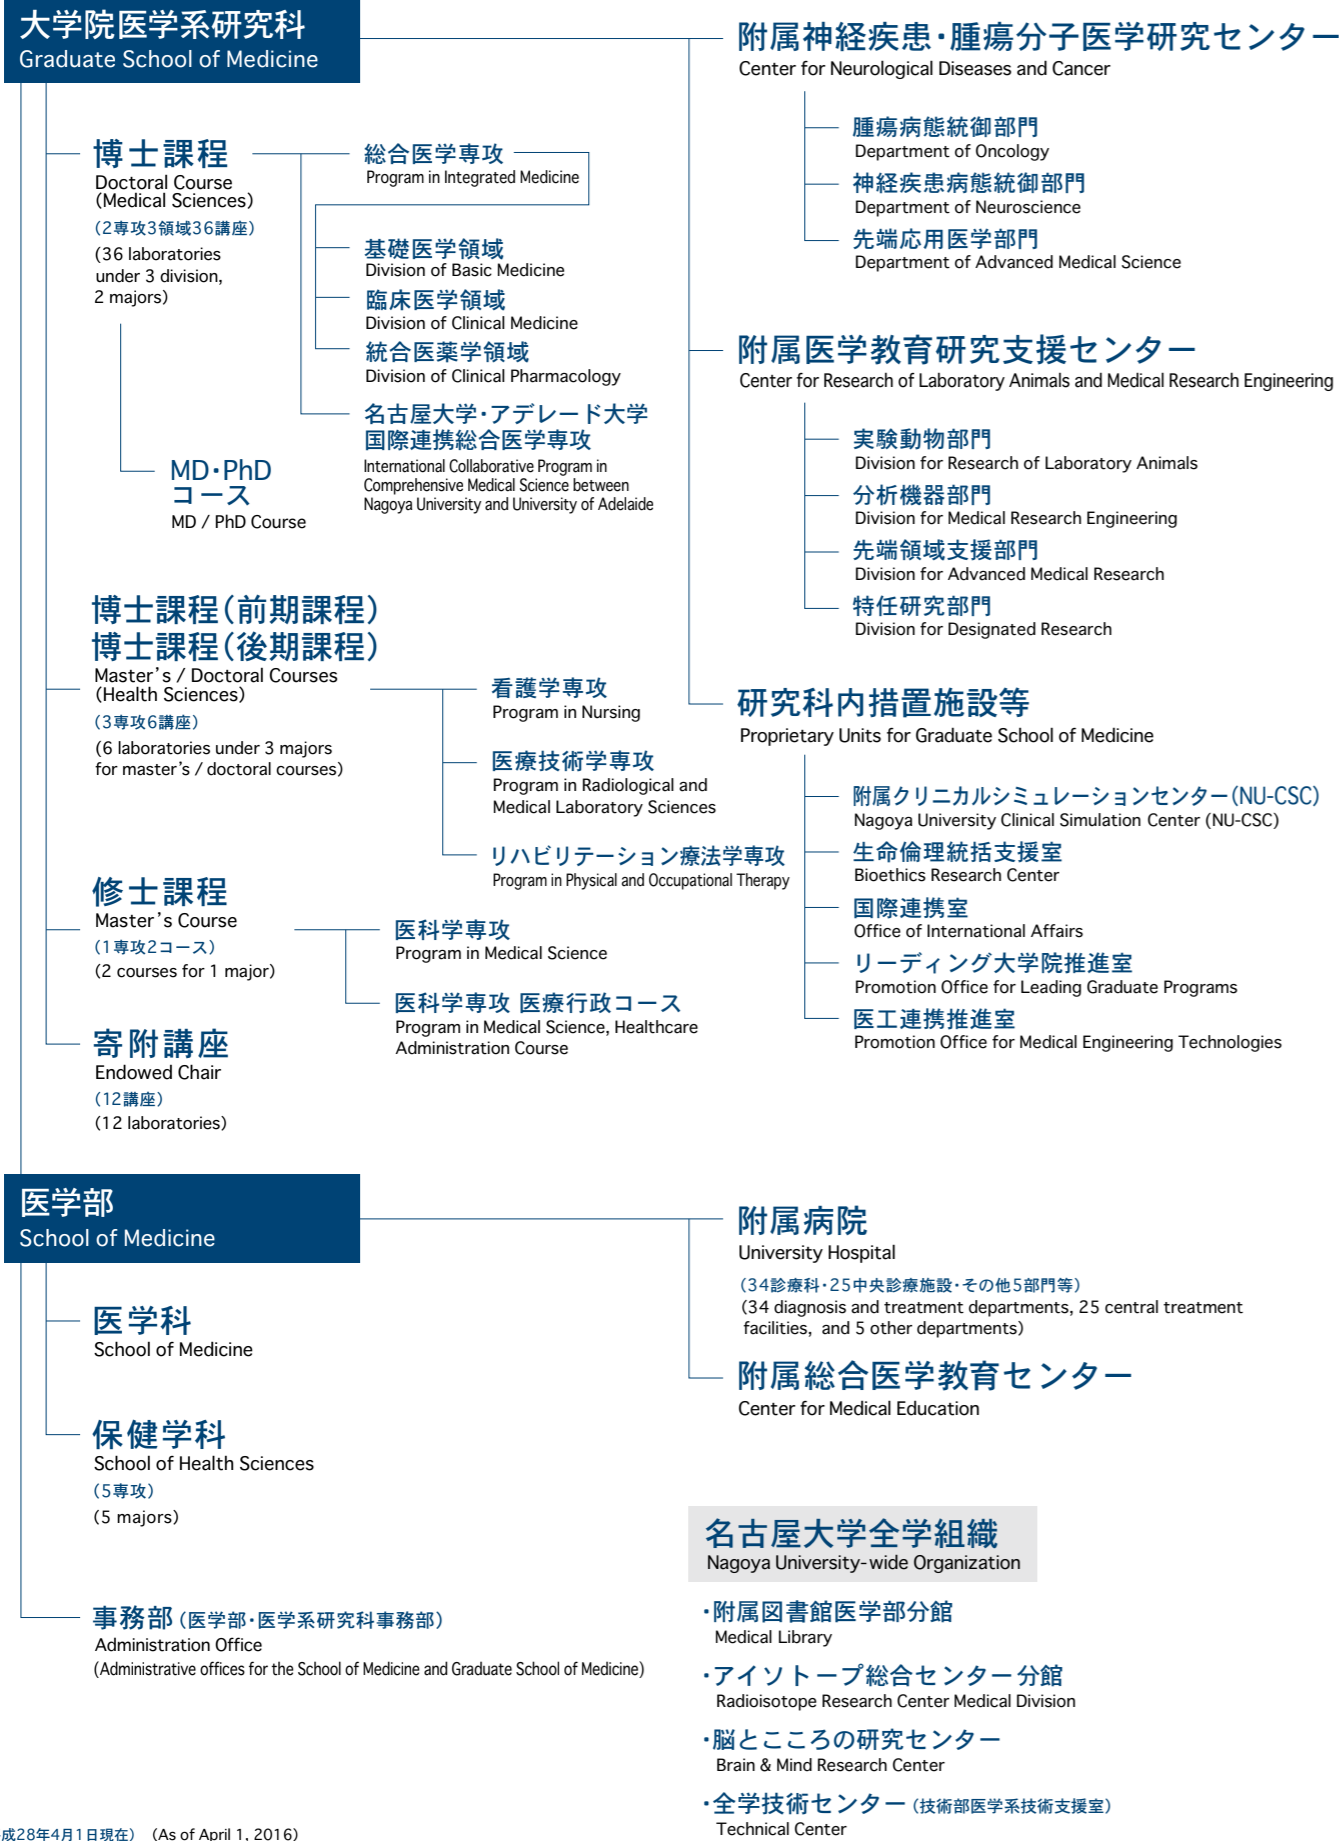 大学院医学系研究科
Graduate School of Medicine
博士課程
Doctoral Course
(Medical Sciences)
(2専攻3領域36講座)
(36 laboratories
under 3 division,
2 majors)
総合医学専攻
Program in Integrated Medicine
基礎医学領域
Division of Basic Medicine
臨床医学領域
Division of Clinical Medicine
統合医薬学領域
Division of Clinical Pharmacology
名古屋大学・アデレード大学
国際連携総合医学専攻
International Collaborative Program in
Comprehensive Medical Science between
Nagoya University and University of Adelaide
MD・PhD
コース
MD / PhD Course
博士課程(前期課程)
博士課程(後期課程)
Master's / Doctoral Courses
(Health Sciences)
(3専攻6講座)
(6 laboratories under 3 majors
for master's / doctoral courses)
看護学専攻
Program in Nursing
医療技術学専攻
Program in Radiological and
Medical Laboratory Sciences
リハビリテーション療法学専攻
Program in Physical and Occupational Therapy
修士課程
Master's Course
(1専攻2コース)
(2 courses for 1 major)
医科学専攻
Program in Medical Science
医科学専攻 医療行政コース
Program in Medical Science, Healthcare
Administration Course
寄附講座
Endowed Chair
(12講座)
(12 laboratories)
附属神経疾患・腫瘍分子医学研究センター
Center for Neurological Diseases and Cancer
腫瘍病態統御部門
Department of Oncology
神経疾患病態統御部門
Department of Neuroscience
先端応用医学部門
Department of Advanced Medical Science
附属医学教育研究支援センター
Center for Research of Laboratory Animals and Medical Research Engineering
実験動物部門
Division for Research of Laboratory Animals
分析機器部門
Division for Medical Research Engineering
先端領域支援部門
Division for Advanced Medical Research
特任研究部門
Division for Designated Research
研究科内措置施設等
Proprietary Units for Graduate School of Medicine
附属クリニカルシミュレーションセンター(NU-CSC)
Nagoya University Clinical Simulation Center (NU-CSC)
生命倫理統括支援室
Bioethics Research Center
国際連携室
Office of International Affairs
リーディング大学院推進室
Promotion Office for Leading Graduate Programs
医工連携推進室
Promotion Office for Medical Engineering Technologies
医学部
School of Medicine
医学科
School of Medicine
保健学科
School of Health Sciences
(5専攻)
(5 majors)
事務部(医学部・医学系研究科事務部)
Administration Office
(Administrative offices for the School of Medicine and Graduate School of Medicine)
附属病院
University Hospital
(34診療科・25中央診療施設・その他5部門等)
(34 diagnosis and treatment departments, 25 central treatment
facilities, and 5 other departments)
附属総合医学教育センター
Center for Medical Education
名古屋大学全学組織
Nagoya University-wide Organization
・附属図書館医学部分館
Medical Library
・アイソトープ総合センター分館
Radioisotope Research Center Medical Division
・脳とこころの研究センター
Brain & Mind Research Center
・全学技術センター(技術部医学系技術支援室)
Technical Center
成28年4月1日現在) (As of April 1, 2016)